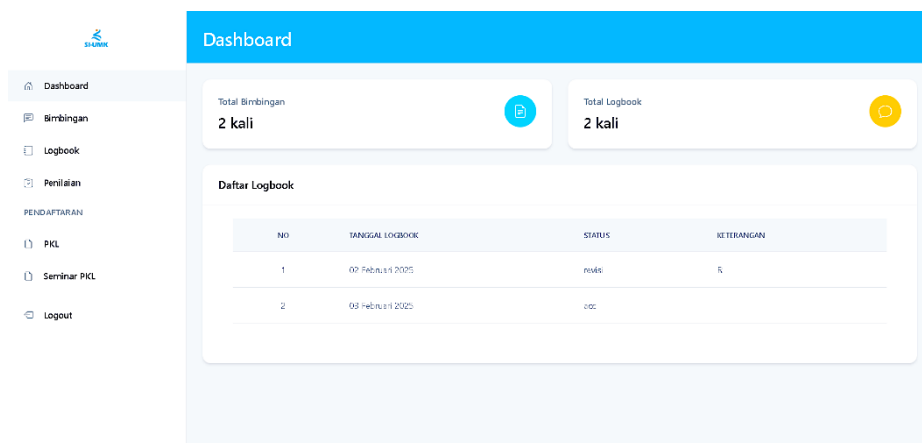 SI-UMK
Dashboard
Dashboard
Bimbingan
Logbook
Penilaian
PENDAFTARAN
PKL
Seminar PKL
Logout
Total Bimbingan
2 kali
Total Logbook
2 kali
Daftar Logbook
NO TANGGAL LOGBOOK STATUS KETERANGAN
1 02 Februari 2025 revisi
2 03 Februari 2025 acc